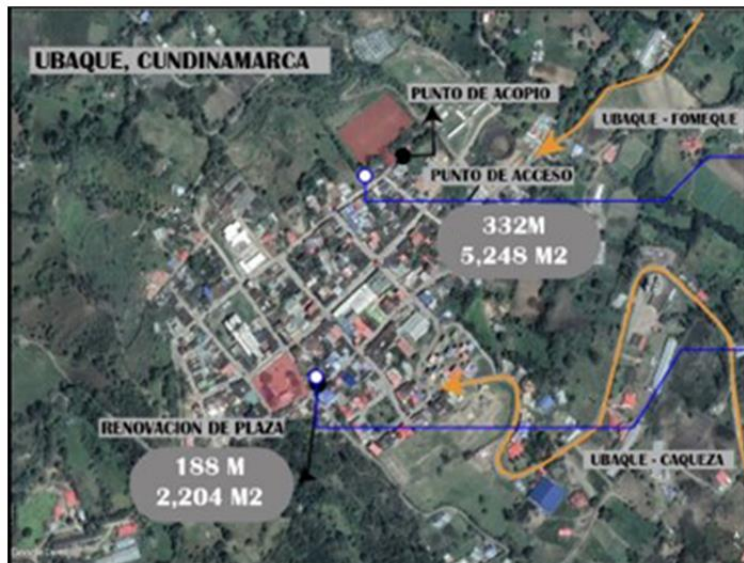 UBAQUE, CUNDINAMARCA
PUNTO DE ACOPIO
UBAQUE - FOMEQUE
PUNTO DE ACCESO
332M
5,248 M2
RENOVACION DE PLAZA
188 M
2,204 M2
UBAQUE - CAQUEZA